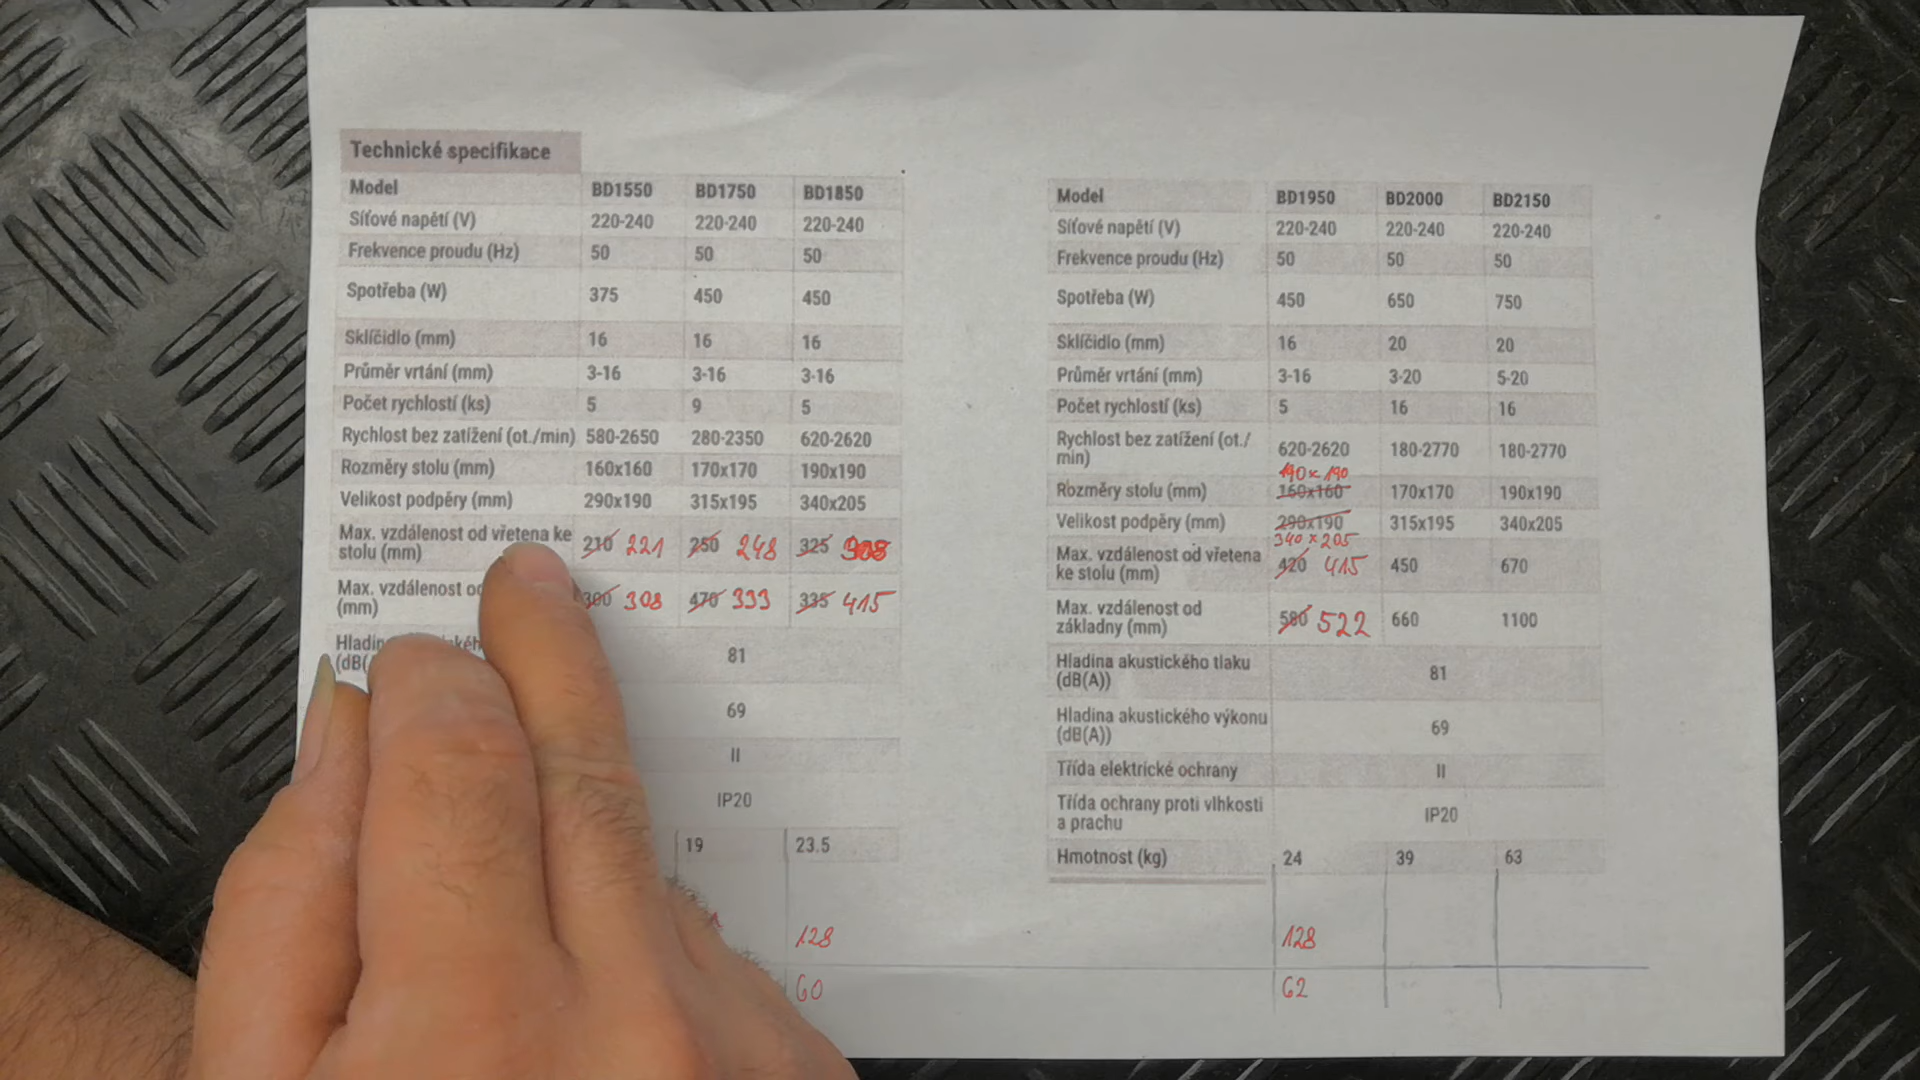 Technické specifikace
Model BD1550 BD1750 BD1850
Síťové napětí (V) 220-240 220-240 220-240
Frekvence proudu (Hz) 50 50 50
Spotřeba (W) 375 450 450
Sklíčidlo (mm) 16 16 16
Průměr vrtání (mm) 3-16 3-16 3-16
Počet rychlostí (ks) 5 9 5
Rychlost bez zatížení (ot./min) 580-2650 280-2350 620-2620
Rozměry stolu (mm) 160x160 170x170 190x190
Velikost podpěry (mm) 290x190 315x195 340x205
Max. vzdálenost od vřetena ke
stolu (mm) 210 221 250 248 325
Max. vzdálenost od
(mm) 300 308 470 333 335 415
81
(dB(
69
II
IP20
19 23.5
128
60
Model BD1950 BD2000 BD2150
Síťové napětí (V) 220-240 220-240 220-240
Frekvence proudu (Hz) 50 50 50
Spotřeba (W) 450 650 750
Sklíčidlo (mm) 16 20 20
Průměr vrtání (mm) 3-16 3-20 5-20
Počet rychlostí (ks) 5 16 16
Rychlost bez zatížení (ot./
min) 620-2620 180-2770 180-2770
190x190
Rozměry stolu (mm) 160x160 170x170 190x190
Velikost podpěry (mm) 290x190 315x195 340x205
340x205
Max. vzdálenost od vřetena
ke stolu (mm) 420 415 450 670
Max. vzdálenost od
základny (mm) 580 522 660 1100
Hladina akustického tlaku
(dB(A)) 81
Hladina akustického výkonu
(dB(A)) 69
Třída elektrické ochrany II
Třída ochrany proti vlhkosti
a prachu IP20
Hmotnost (kg) 24 39 63
128
62